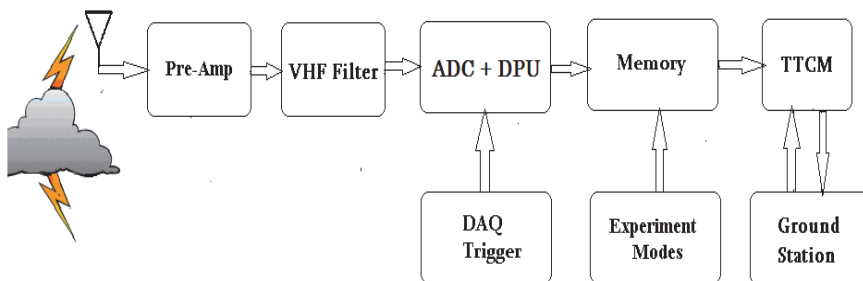 Pre-Amp
VHF Filter
ADC + DPU
Memory
TTCM
DAQ
Trigger
Experiment
Modes
Ground
Station